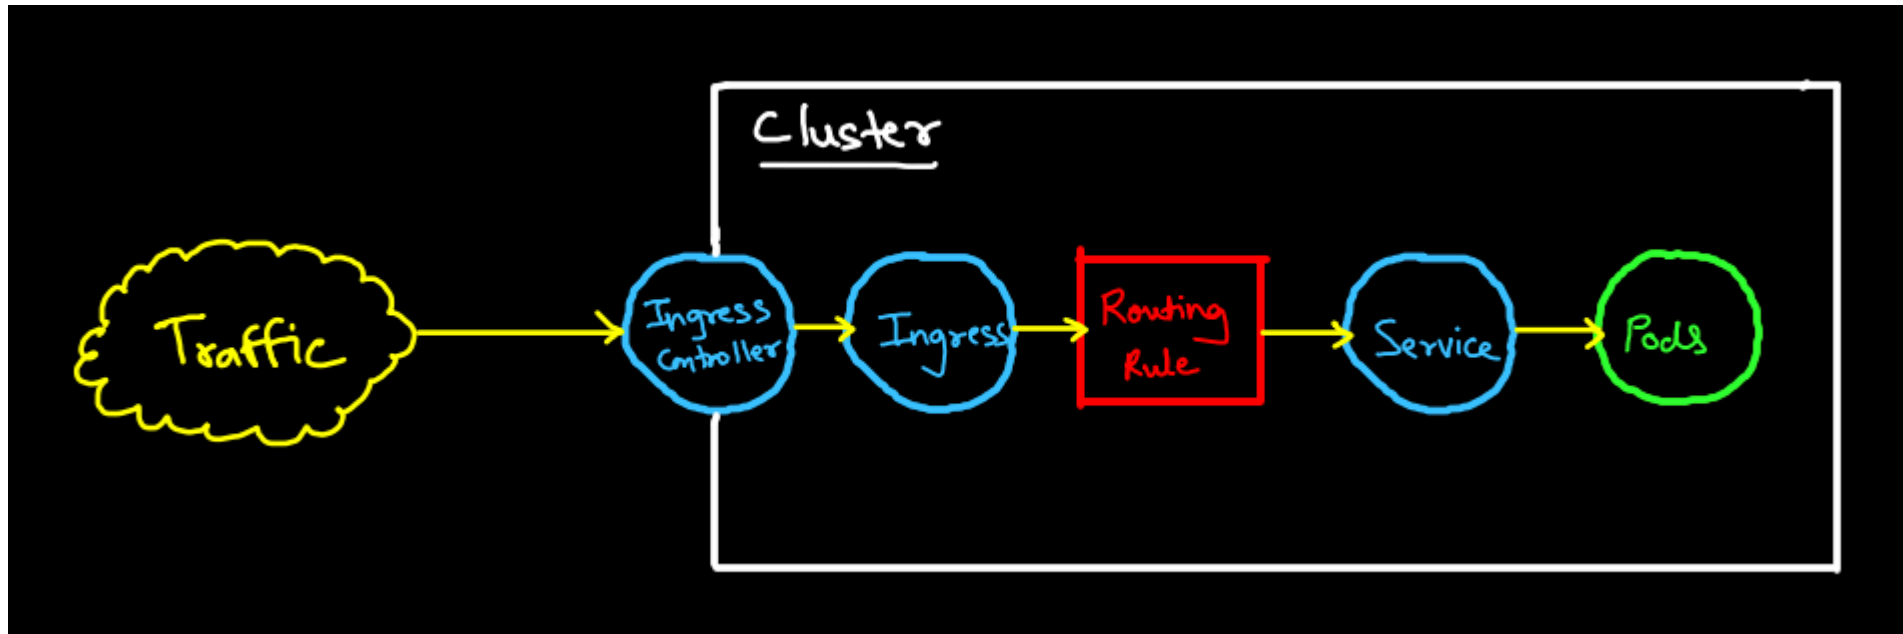 Cluster
Traffic
Ingress
Controller
Ingress
Routing
Rule
Service
Pods